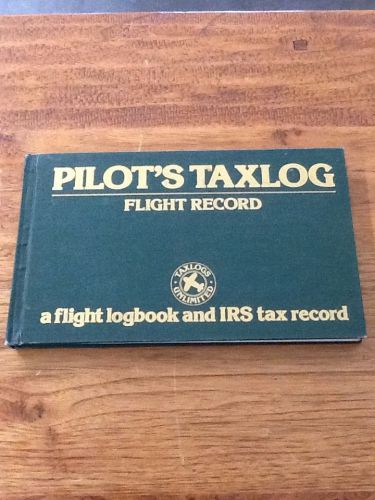 PILOT'S TAXLOG
FLIGHT RECORD
TAXLOGS
UNLIMITED
a flight logbook and IRS tax record